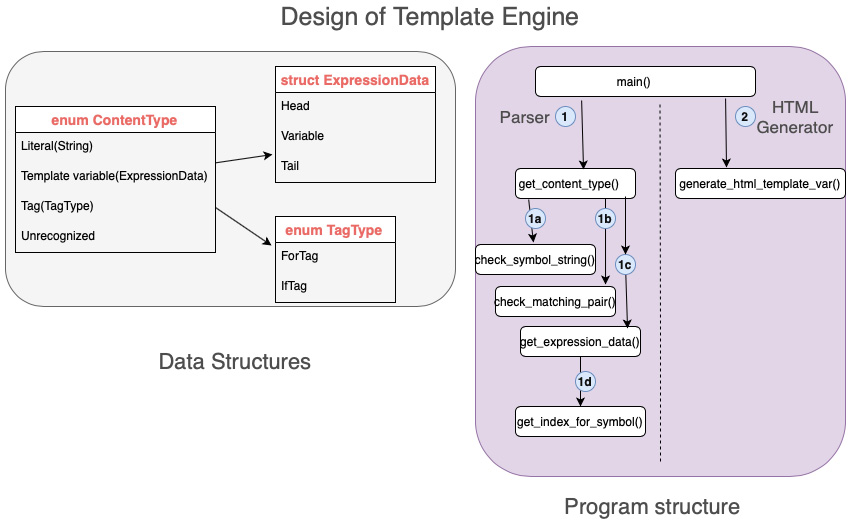 Design of Template Engine
enum ContentType
Literal(String)
Template variable(ExpressionData)
Tag(TagType)
Unrecognized
struct ExpressionData
Head
Variable
Tail
enum TagType
ForTag
IfTag
Data Structures
main()
Parser
1
2
HTML
Generator
get_content_type()
generate_html_template_var()
1a
1b
check_symbol_string()
1c
check_matching_pair()
get_expression_data()
1d
get_index_for_symbol()
Program structure